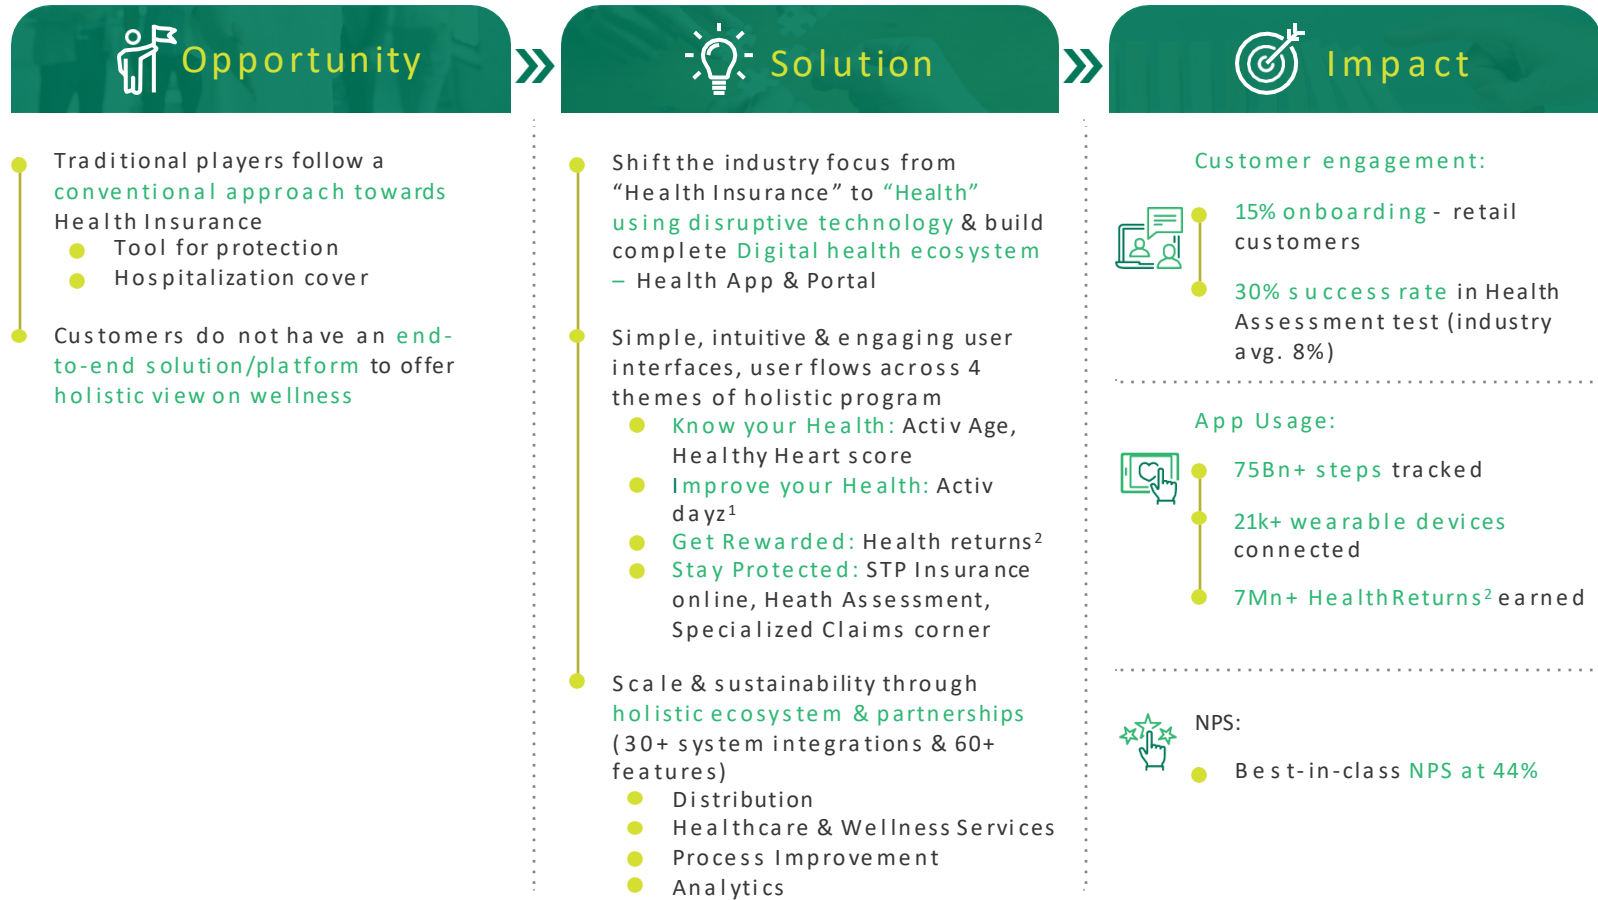 Opportunity
Traditional players follow a
conventional approach towards
Health Insurance
Tool for protection
Hospitalization cover
Customers do not have an end-
to-end solution/platform to offer
holistic view on wellness
Solution
Shift the industry focus from
“Health Insurance” to “Health”
using disruptive technology & build
complete Digital health ecosystem
– Health App & Portal
Simple, intuitive & engaging user
interfaces, user flows across 4
themes of holistic program
Know your Health: Activ Age,
Healthy Heart score
Improve your Health: Activ
dayz¹
Get Rewarded: Health returns²
Stay Protected: STP Insurance
online, Heath Assessment,
Specialized Claims corner
Scale & sustainability through
holistic ecosystem & partnerships
(30+ system integrations & 60+
features)
Distribution
Healthcare & Wellness Services
Process Improvement
Analytics
Impact
Customer engagement:
15% onboarding - retail
customers
30% success rate in Health
Assessment test (industry
avg. 8%)
App Usage:
75Bn+ steps tracked
21k+ wearable devices
connected
7Mn+ HealthReturns² earned
NPS:
Best-in-class NPS at 44%